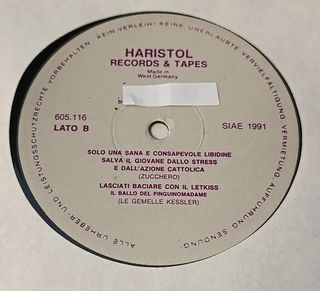 KEIN VERLEIH! KEINE UNERLAUBTE VERVIELFÄLTIGUNG, VERMIETUNG, AUFFÜHRUNG, SENDUNG
ALLE URHEBER- UND LEISTUNGSSCHUTZRECHTE VORBEHALTEN
HARISTOL
RECORDS & TAPES
Made in
West Germany
605.116
LATO B
SIAE 1991
SOLO UNA SANA E CONSAPEVOLE LIBIDINE
SALVA IL GIOVANE DALLO STRESS
E DALL'AZIONE CATTOLICA
(ZUCCHERO)
LASCIATI BACIARE CON IL LETKISS
IL BALLO DEL PINGUINOMADAME
(LE GEMELLE KESSLER)